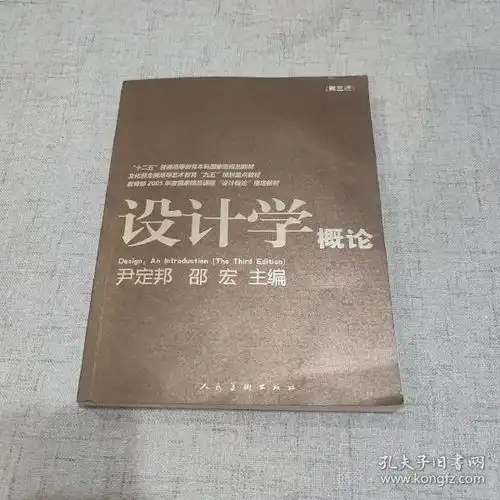 (第三版)
“十二五”普通高等教育本科国家级规划教材
文化部全国高等艺术教育“九五”规划重点教材
教育部2005年度国家精品课程“设计概论”指定教材
设计学 概论
Design, An Introduction (The Third Edition)
尹定邦 邵 宏 主编
人民美术出版社
孔夫子旧书网
www.kongfz.com